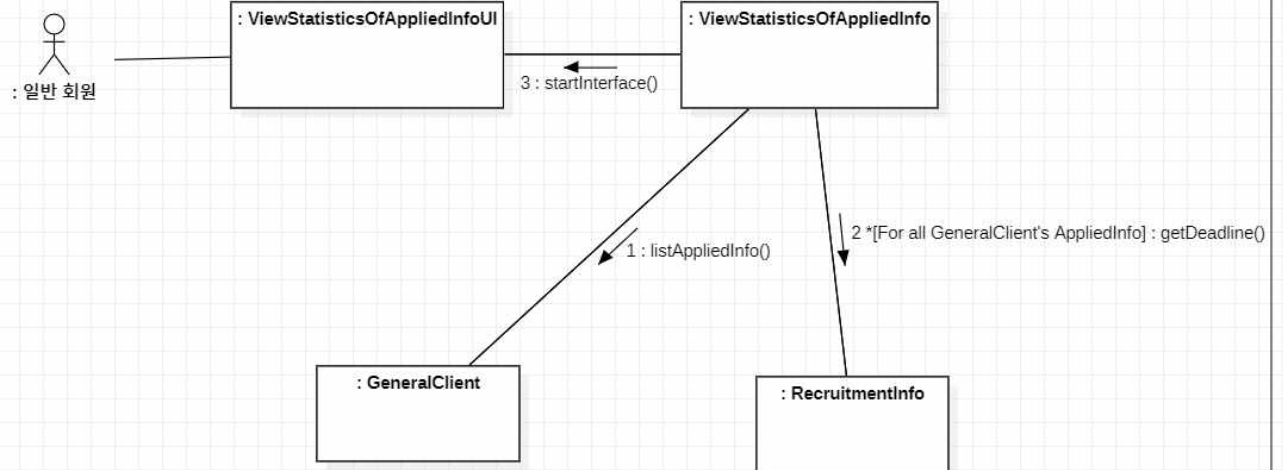 : ViewStatisticsOfAppliedInfoUI
: ViewStatisticsOfAppliedInfo
3 : startInterface()
: 일반 회원
2 *[For all GeneralClient's AppliedInfo] : getDeadline()
1 : listAppliedInfo()
: GeneralClient
: RecruitmentInfo